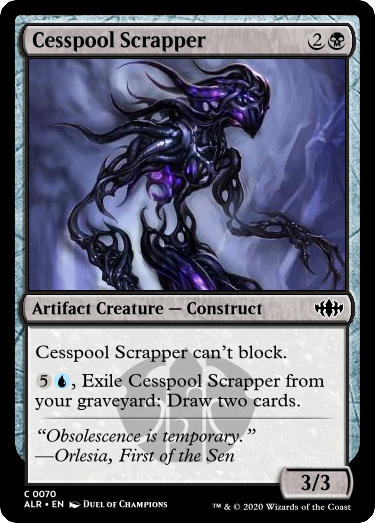 Cesspool Scrapper 2
Artifact Creature — Construct
Cesspool Scrapper can't block.
5, Exile Cesspool Scrapper from
your graveyard: Draw two cards.
“Obsolescence is temporary.”
—Orlesia, First of the Sen
3/3
C 0070
ALR • EN Duel of Champions
™ & © 2020 Wizards of the Coast